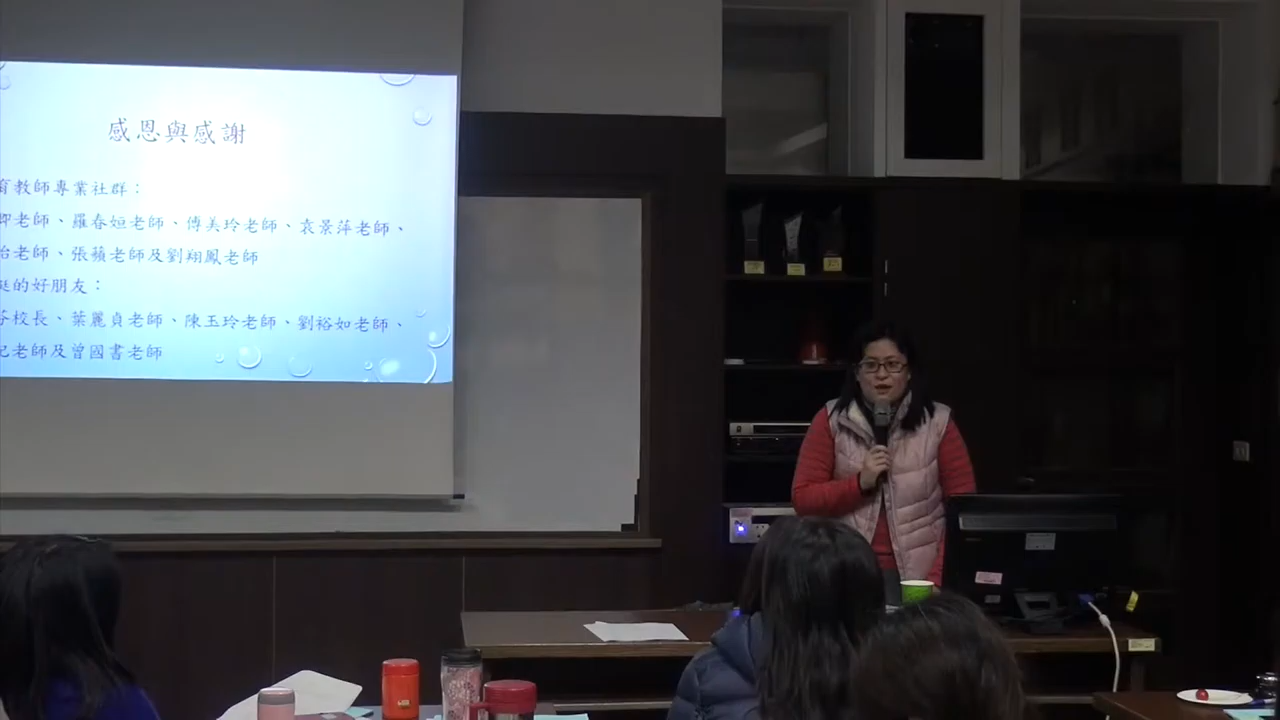 感恩與感謝
育教師專業社群：
卿老師、羅春姮老師、傅美玲老師、袁景萍老師、
怡老師、張蘋老師及劉翔鳳老師
挺的好朋友：
芬校長、葉麗貞老師、陳玉玲老師、劉裕如老師、
老師及曾國書老師